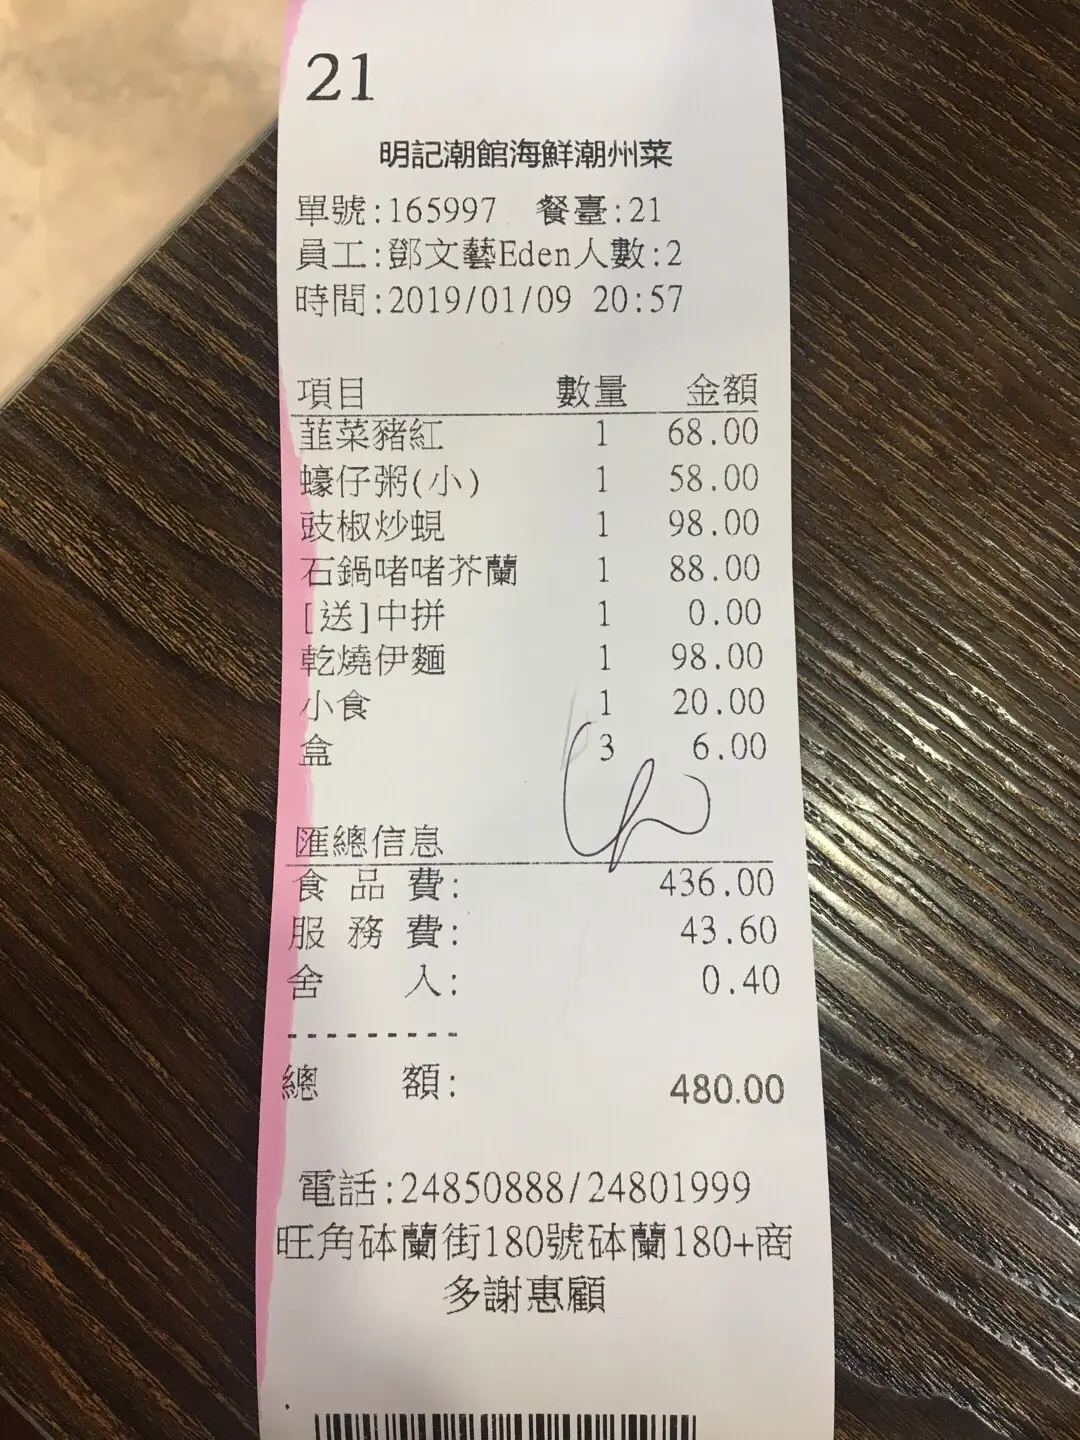 21
明記潮館海鮮潮州菜
單號:165997 餐臺:21
員工:鄧文藝Eden人數:2
時間:2019/01/09 20:57
項目 數量 金額
韮菜豬紅 1 68.00
蠔仔粥(小) 1 58.00
豉椒炒蜆 1 98.00
石鍋啫啫芥蘭 1 88.00
[送]中拼 1 0.00
乾燒伊麵 1 98.00
小食 1 20.00
盒 3 6.00
匯總信息
食品費: 436.00
服務費: 43.60
舍入: 0.40
---------
總額: 480.00
電話:24850888/24801999
旺角砵蘭街180號砵蘭180+商
多謝惠顧